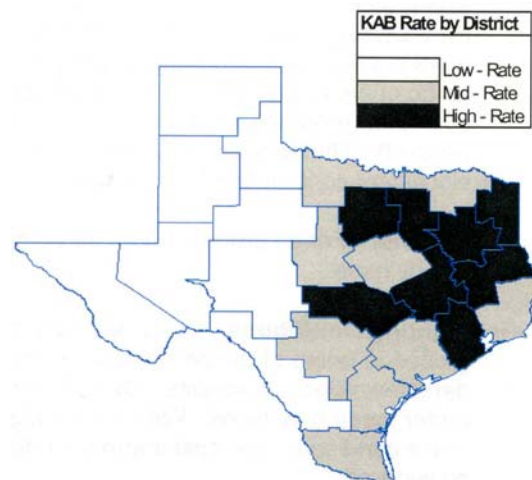 KAB Rate by District
Low - Rate
Mid - Rate
High - Rate